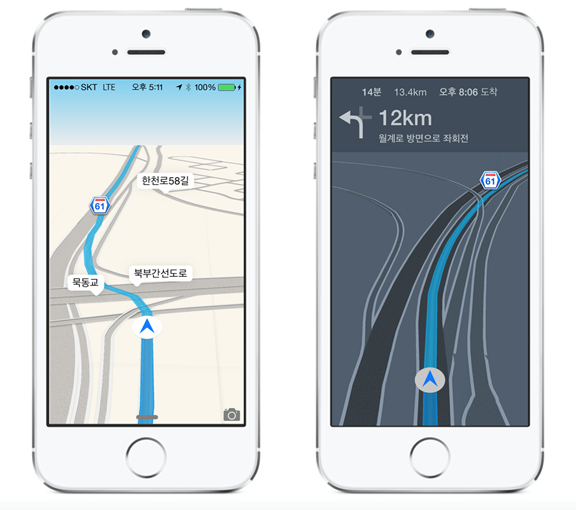 ●●●●○ SKT LTE 오후 5:11 100%
한천로58길
61
북부간선도로
묵동교
14분 13.4km 오후 8:06 도착
12km
월계로 방면으로 좌회전
61